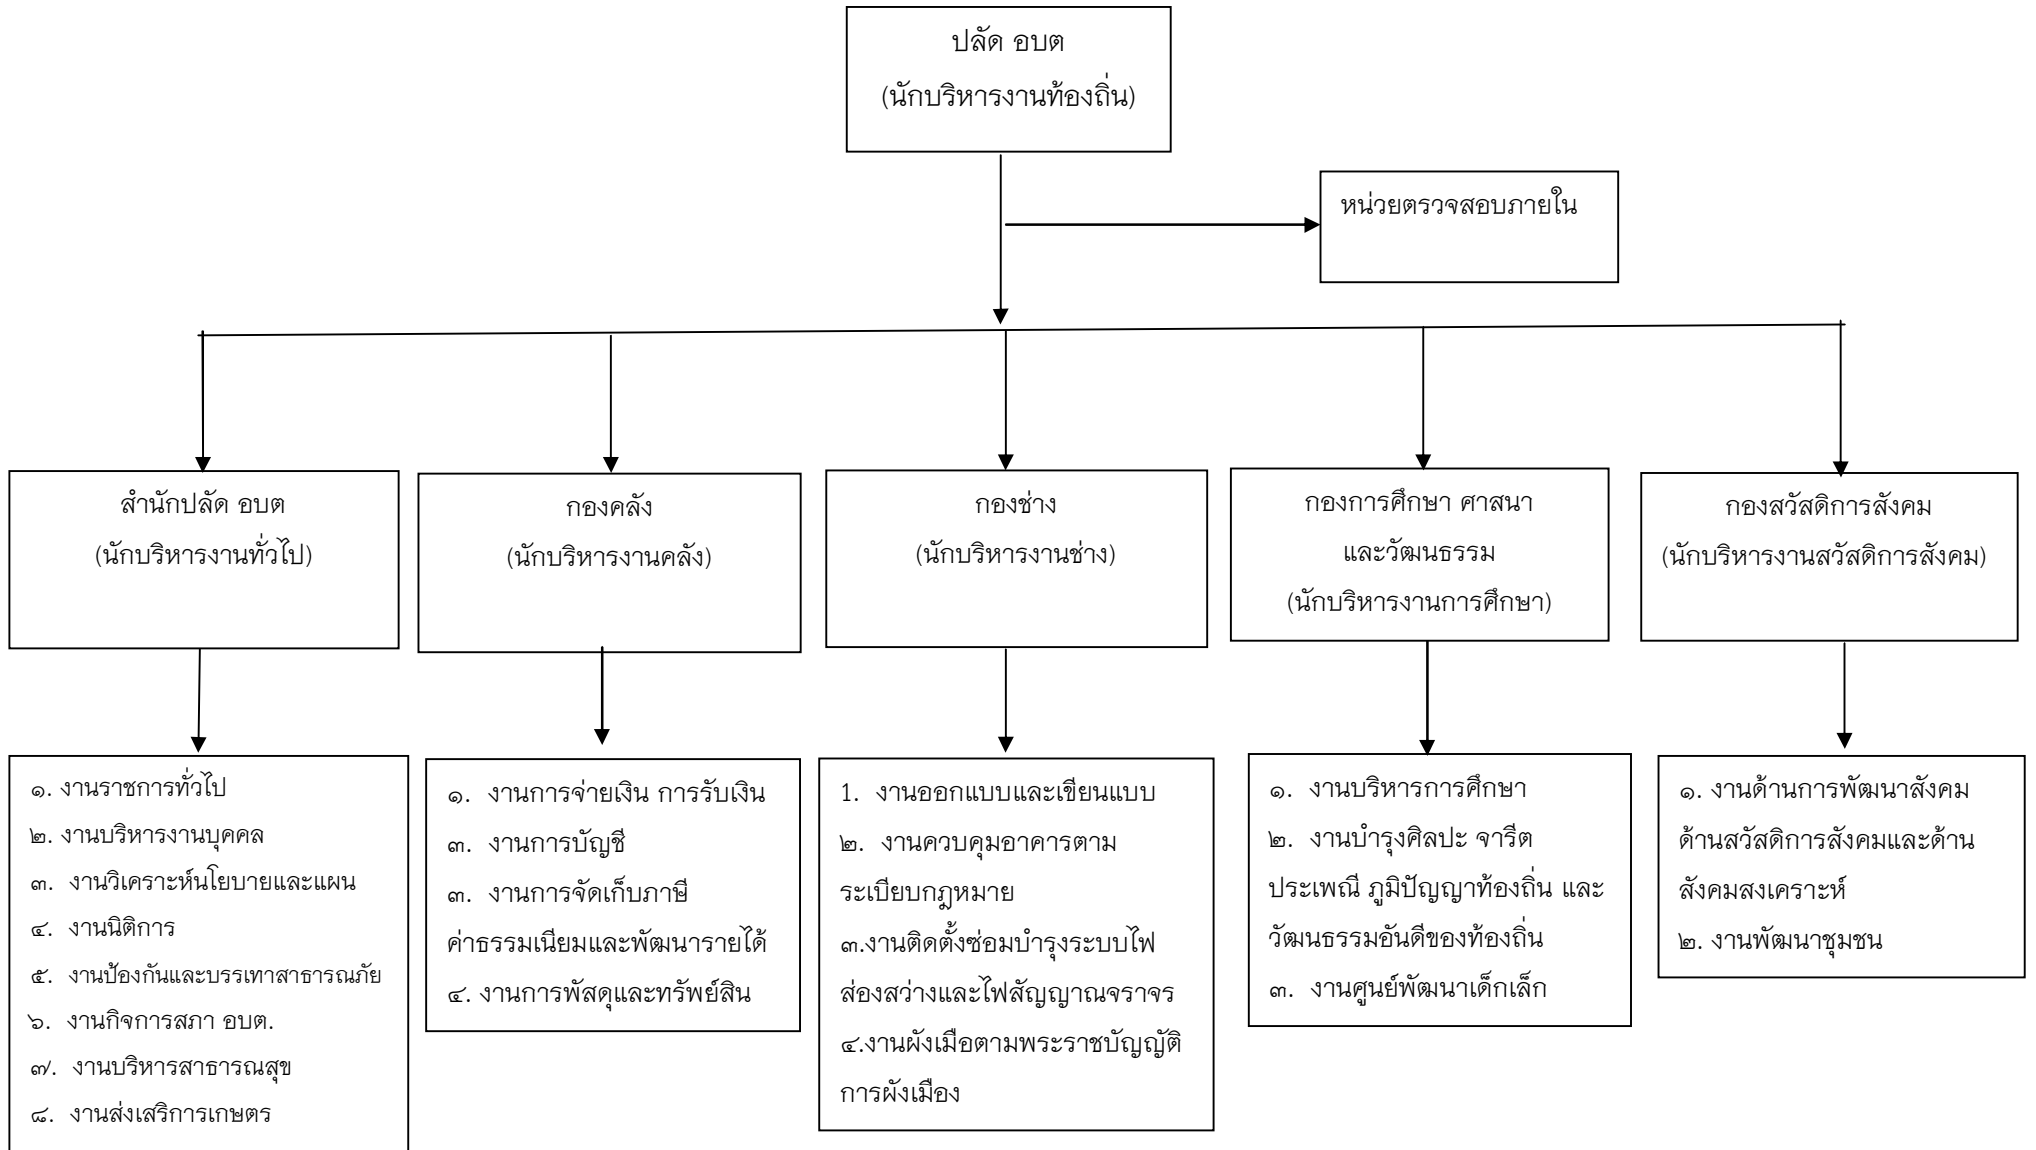 ปลัด อบต
(นักบริหารงานท้องถิ่น)
หน่วยตรวจสอบภายใน
สำนักปลัด อบต
(นักบริหารงานทั่วไป)
กองคลัง
(นักบริหารงานคลัง)
กองช่าง
(นักบริหารงานช่าง)
กองการศึกษา ศาสนา
และวัฒนธรรม
(นักบริหารงานการศึกษา)
กองสวัสดิการสังคม
(นักบริหารงานสวัสดิการสังคม)
๑. งานราชการทั่วไป
๒. งานบริหารงานบุคคล
๓. งานวิเคราะห์นโยบายและแผน
๔. งานนิติการ
๕. งานป้องกันและบรรเทาสาธารณภัย
๖. งานกิจการสภา อบต.
๗. งานบริหารสาธารณสุข
๘. งานส่งเสริการเกษตร
๑. งานการจ่ายเงิน การรับเงิน
๓. งานการบัญชี
๓. งานการจัดเก็บภาษี
ค่าธรรมเนียมและพัฒนารายได้
๔. งานการพัสดุและทรัพย์สิน
1. งานออกแบบและเขียนแบบ
๒. งานควบคุมอาคารตาม
ระเบียบกฎหมาย
๓.งานติดตั้งซ่อมบำรุงระบบไฟ
ส่องสว่างและไฟสัญญาณจราจร
๔.งานผังเมือตามพระราชบัญญัติ
การผังเมือง
๑. งานบริหารการศึกษา
๒. งานบำรุงศิลปะ จารีต
ประเพณี ภูมิปัญญาท้องถิ่น และ
วัฒนธรรมอันดีของท้องถิ่น
๓. งานศูนย์พัฒนาเด็กเล็ก
๑. งานด้านการพัฒนาสังคม
ด้านสวัสดิการสังคมและด้าน
สังคมสงเคราะห์
๒. งานพัฒนาชุมชน